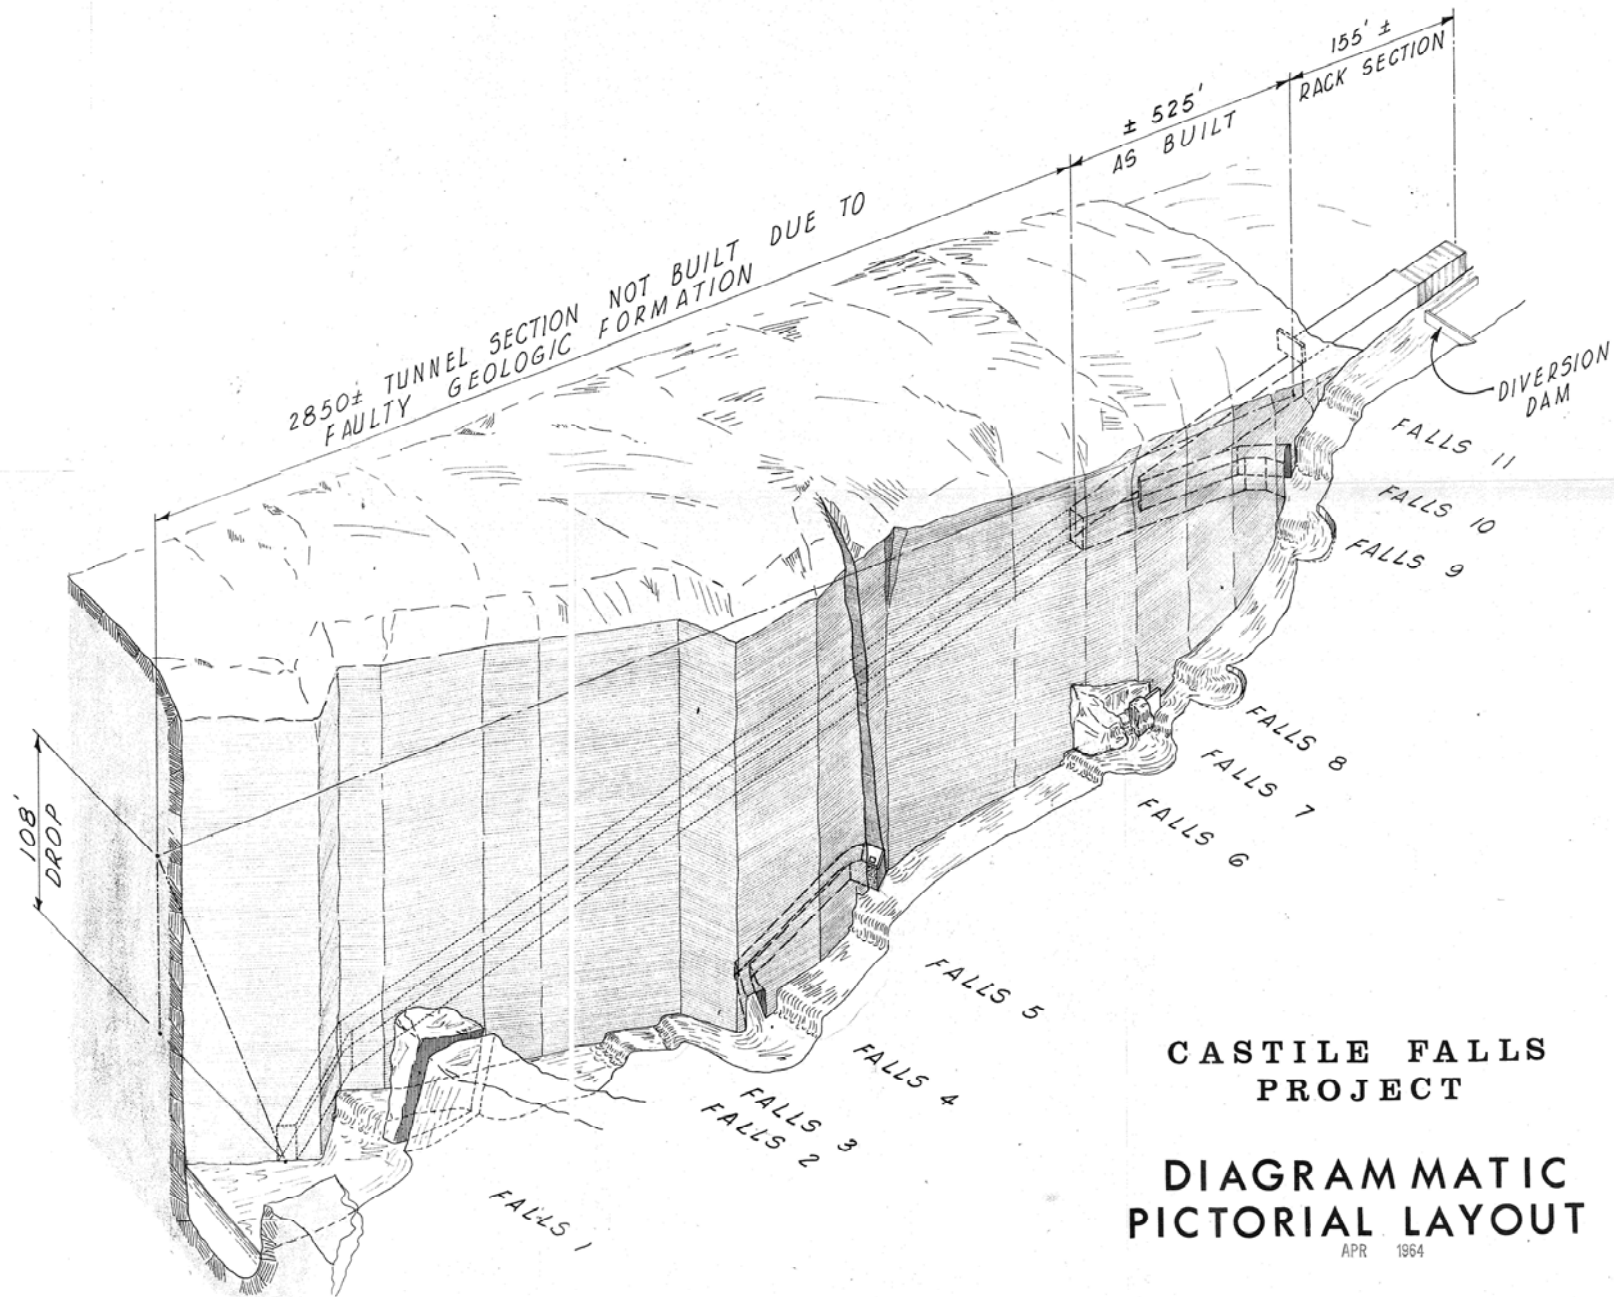 155' ±
RACK SECTION
± 525'
AS BUILT
2850± TUNNEL SECTION NOT BUILT DUE TO
FAULTY GEOLOGIC FORMATION
DIVERSION
DAM
FALLS 11
FALLS 10
FALLS 9
FALLS 8
FALLS 7
FALLS 6
108'
DROP
FALLS 5
FALLS 4
FALLS 3
FALLS 2
FALLS 1
CASTILE FALLS
PROJECT
DIAGRAMMATIC
PICTORIAL LAYOUT
APR 1964